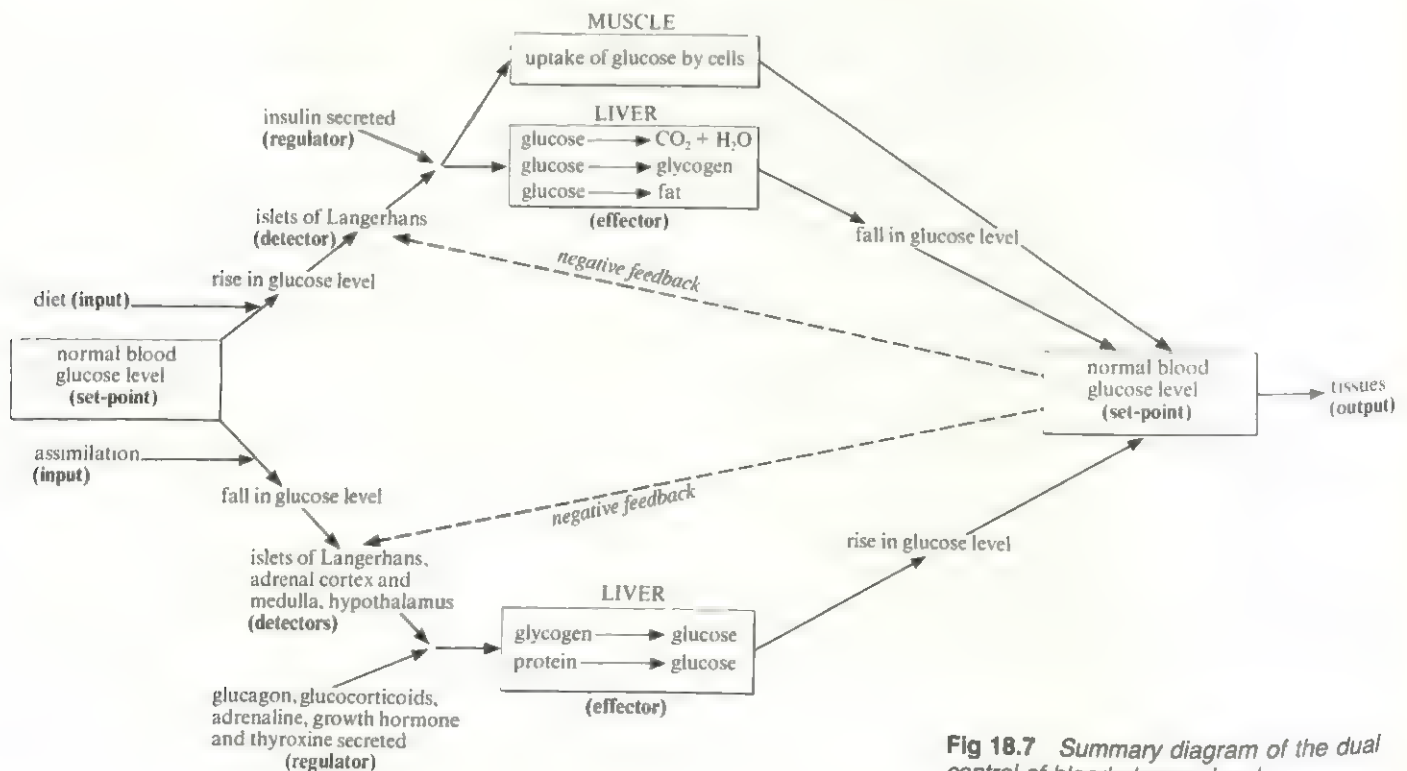 MUSCLE
uptake of glucose by cells
insulin secreted
(regulator)
LIVER
glucose → CO₂ + H₂O
glucose → glycogen
glucose → fat
(effector)
islets of Langerhans
(detector)
fall in glucose level
negative feedback
rise in glucose level
diet (input)
normal blood
glucose level
(set-point)
normal blood
glucose level
(set-point)
tissues
(output)
assimilation
(input)
fall in glucose level
negative feedback
rise in glucose level
islets of Langerhans,
adrenal cortex and
medulla, hypothalamus
(detectors)
LIVER
glycogen → glucose
protein → glucose
(effector)
glucagon, glucocorticoids,
adrenaline, growth hormone
and thyroxine secreted
(regulator)
Fig 18.7 Summary diagram of the dual